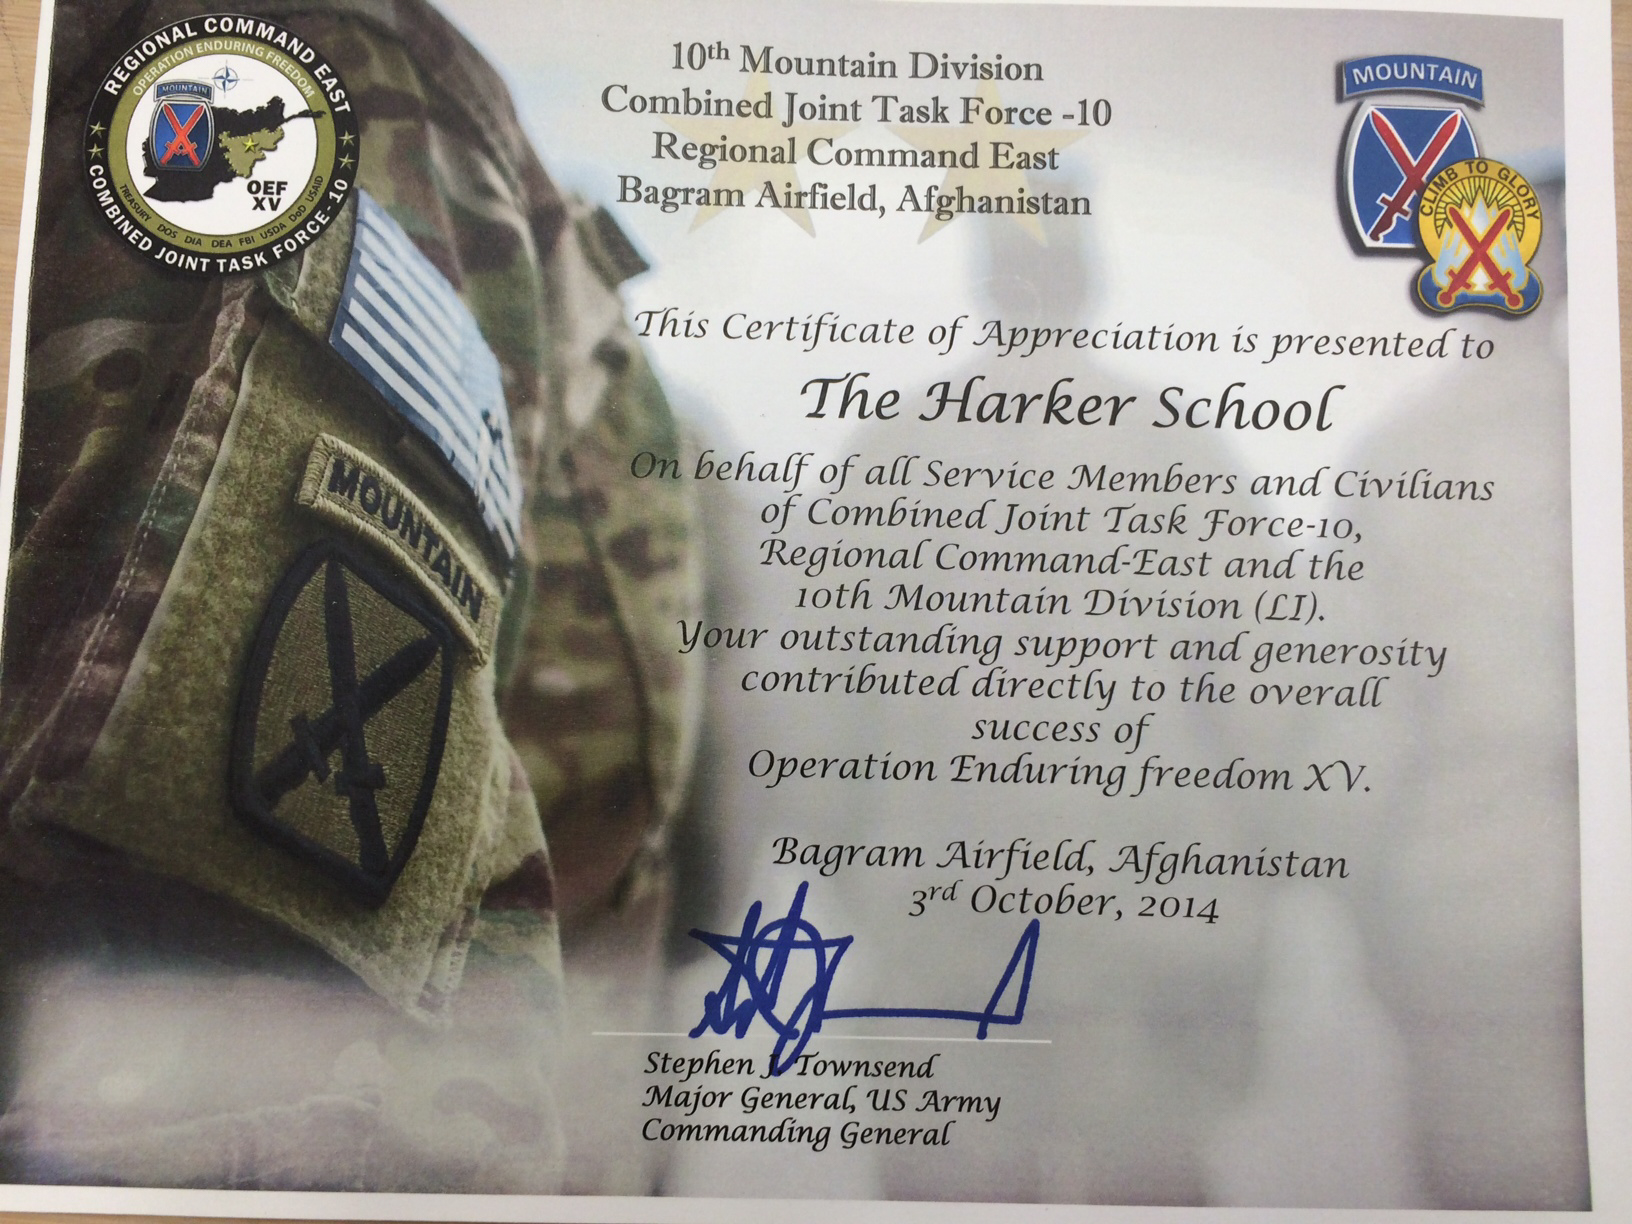 REGIONAL COMMAND EAST
OPERATION ENDURING FREEDOM
MOUNTAIN
OEF
XV
TREASURY DOS DIA DEA FBI USDA DoD USAID
COMBINED JOINT TASK FORCE-10
10th Mountain Division
Combined Joint Task Force -10
Regional Command East
Bagram Airfield, Afghanistan
MOUNTAIN
CLIMB TO GLORY
This Certificate of Appreciation is presented to
The Harker School
On behalf of all Service Members and Civilians
of Combined Joint Task Force-10,
Regional Command-East and the
10th Mountain Division (LI).
Your outstanding support and generosity
contributed directly to the overall
success of
Operation Enduring freedom XV.
MOUNTAIN
Bagram Airfield, Afghanistan
3rd October, 2014
Stephen J. Townsend
Major General, US Army
Commanding General